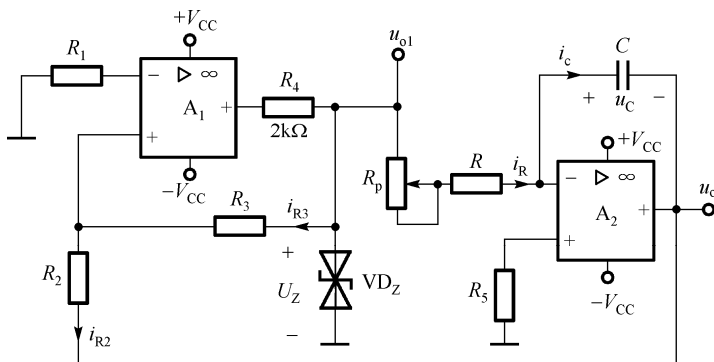 +V_CC
R_1
− ▷ ∞
A_1
+
+
−V_CC
R_4
2kΩ
u_o1
R_p
R
i_R
i_c
C
+ u_C −
+V_CC
− ▷ ∞
A_2
+
+
−V_CC
u_o
R_3
i_R3
R_2
i_R2
+
U_Z
−
VD_Z
R_5